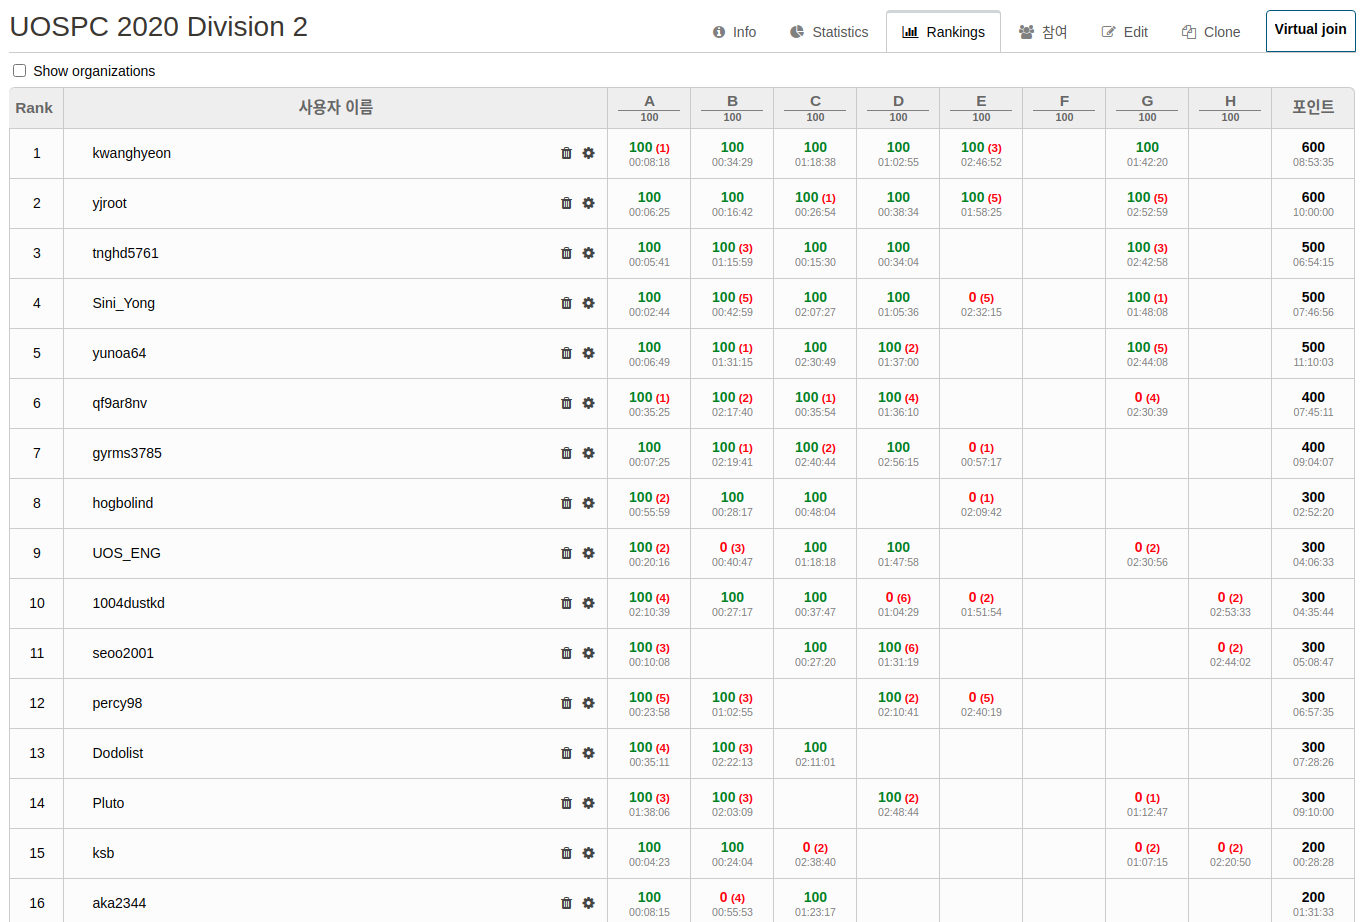 UOSPC 2020 Division 2
Info Statistics Rankings 참여 Edit Clone Virtual join
Show organizations
Rank 사용자 이름 A B C D E F G H 포인트
100 100 100 100 100 100 100 100
1 kwanghyeon 100 (1) 100 100 100 100 (3) 100 600
00:08:18 00:34:29 01:18:38 01:02:55 02:46:52 01:42:20 08:53:35
2 yjroot 100 100 100 (1) 100 100 (5) 100 (5) 600
00:06:25 00:16:42 00:26:54 00:38:34 01:58:25 02:52:59 10:00:00
3 tnghd5761 100 100 (3) 100 100 100 (3) 500
00:05:41 01:15:59 00:15:30 00:34:04 02:42:58 06:54:15
4 Sini_Yong 100 100 (5) 100 100 0 (5) 100 (1) 500
00:02:44 00:42:59 02:07:27 01:05:36 02:32:15 01:48:08 07:46:56
5 yunoa64 100 100 (1) 100 100 (2) 100 (5) 500
00:06:49 01:31:15 02:30:49 01:37:00 02:44:08 11:10:03
6 qf9ar8nv 100 (1) 100 (2) 100 (1) 100 (4) 0 (4) 400
00:35:25 02:17:40 00:35:54 01:36:10 02:30:39 07:45:11
7 gyrms3785 100 100 (1) 100 (2) 100 0 (1) 400
00:07:25 02:19:41 02:40:44 02:56:15 00:57:17 09:04:07
8 hogbolind 100 (2) 100 100 0 (1) 300
00:55:59 00:28:17 00:48:04 02:09:42 02:52:20
9 UOS_ENG 100 (2) 0 (3) 100 100 0 (2) 300
00:20:16 00:40:47 01:18:18 01:47:58 02:30:56 04:06:33
10 1004dustkd 100 (4) 100 100 0 (6) 0 (2) 0 (2) 300
02:10:39 00:27:17 00:37:47 01:04:29 01:51:54 02:53:33 04:35:44
11 seoo2001 100 (3) 100 100 (6) 0 (2) 300
00:10:08 00:27:20 01:31:19 02:44:02 05:08:47
12 percy98 100 (5) 100 (3) 100 (2) 0 (5) 300
00:23:58 01:02:55 02:10:41 02:40:19 06:57:35
13 Dodolist 100 (4) 100 (3) 100 300
00:35:11 02:22:13 02:11:01 07:28:26
14 Pluto 100 (3) 100 (3) 100 (2) 0 (1) 300
01:38:06 02:03:09 02:48:44 01:12:47 09:10:00
15 ksb 100 100 0 (2) 0 (2) 0 (2) 200
00:04:23 00:24:04 02:38:40 01:07:15 02:20:50 00:28:28
16 aka2344 100 0 (4) 100 200
00:08:15 00:55:53 01:23:17 01:31:33